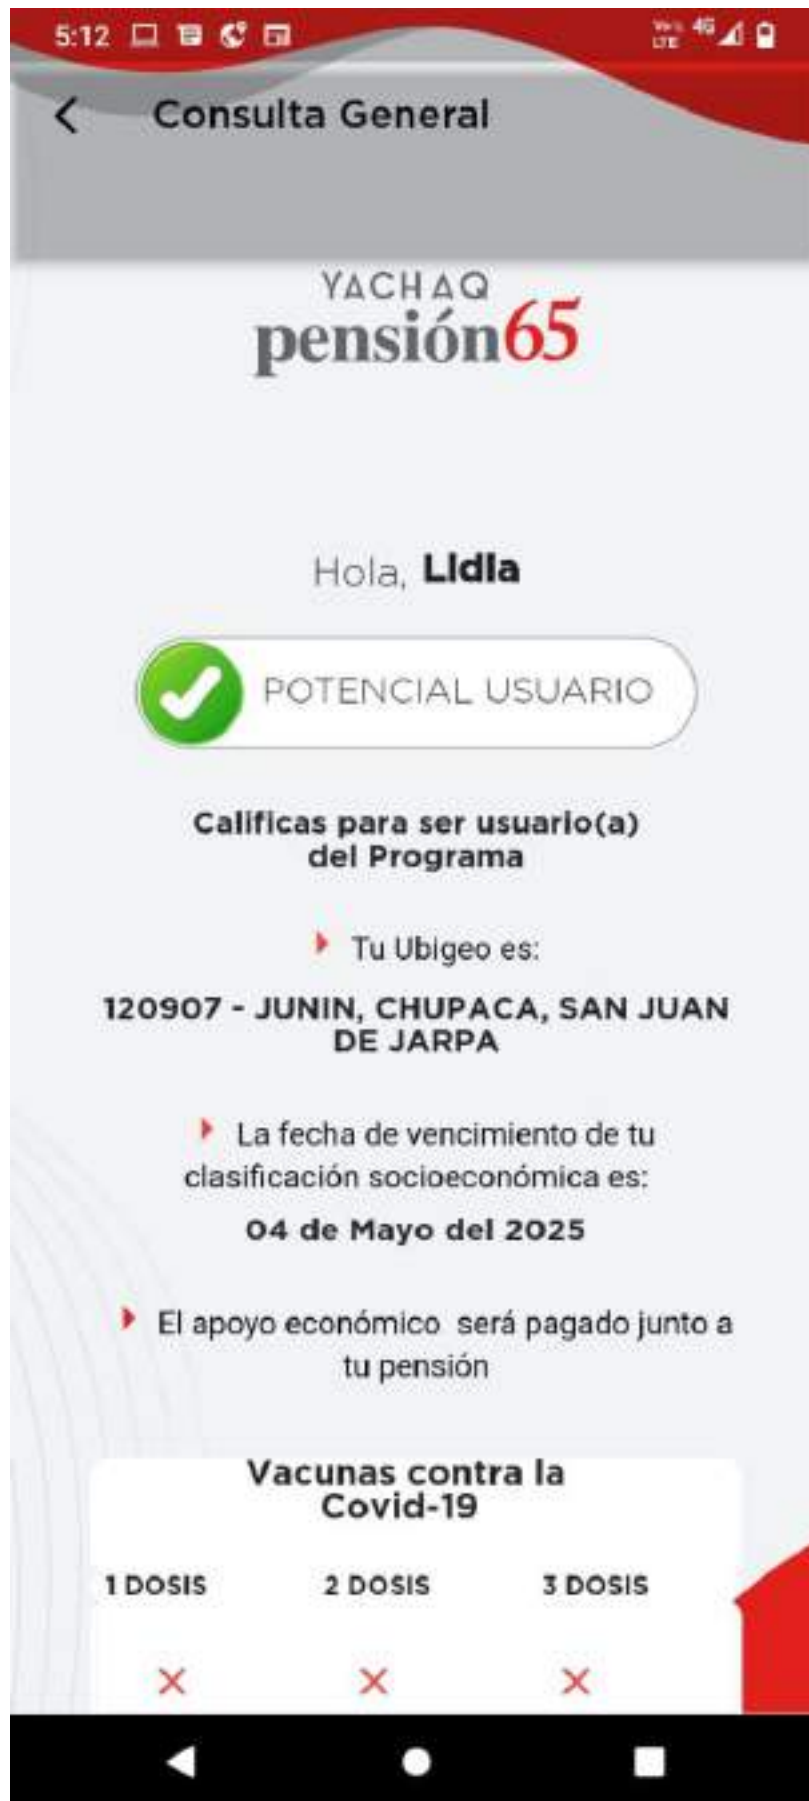 5:12
Vo)) LTE 4G
Consulta General
YACHAQ
pensión65
Hola, Lidia
POTENCIAL USUARIO
Calificas para ser usuario(a)
del Programa
Tu Ubigeo es:
120907 - JUNIN, CHUPACA, SAN JUAN
DE JARPA
La fecha de vencimiento de tu
clasificación socioeconómica es:
04 de Mayo del 2025
El apoyo económico será pagado junto a
tu pensión
Vacunas contra la
Covid-19
1 DOSIS 2 DOSIS 3 DOSIS